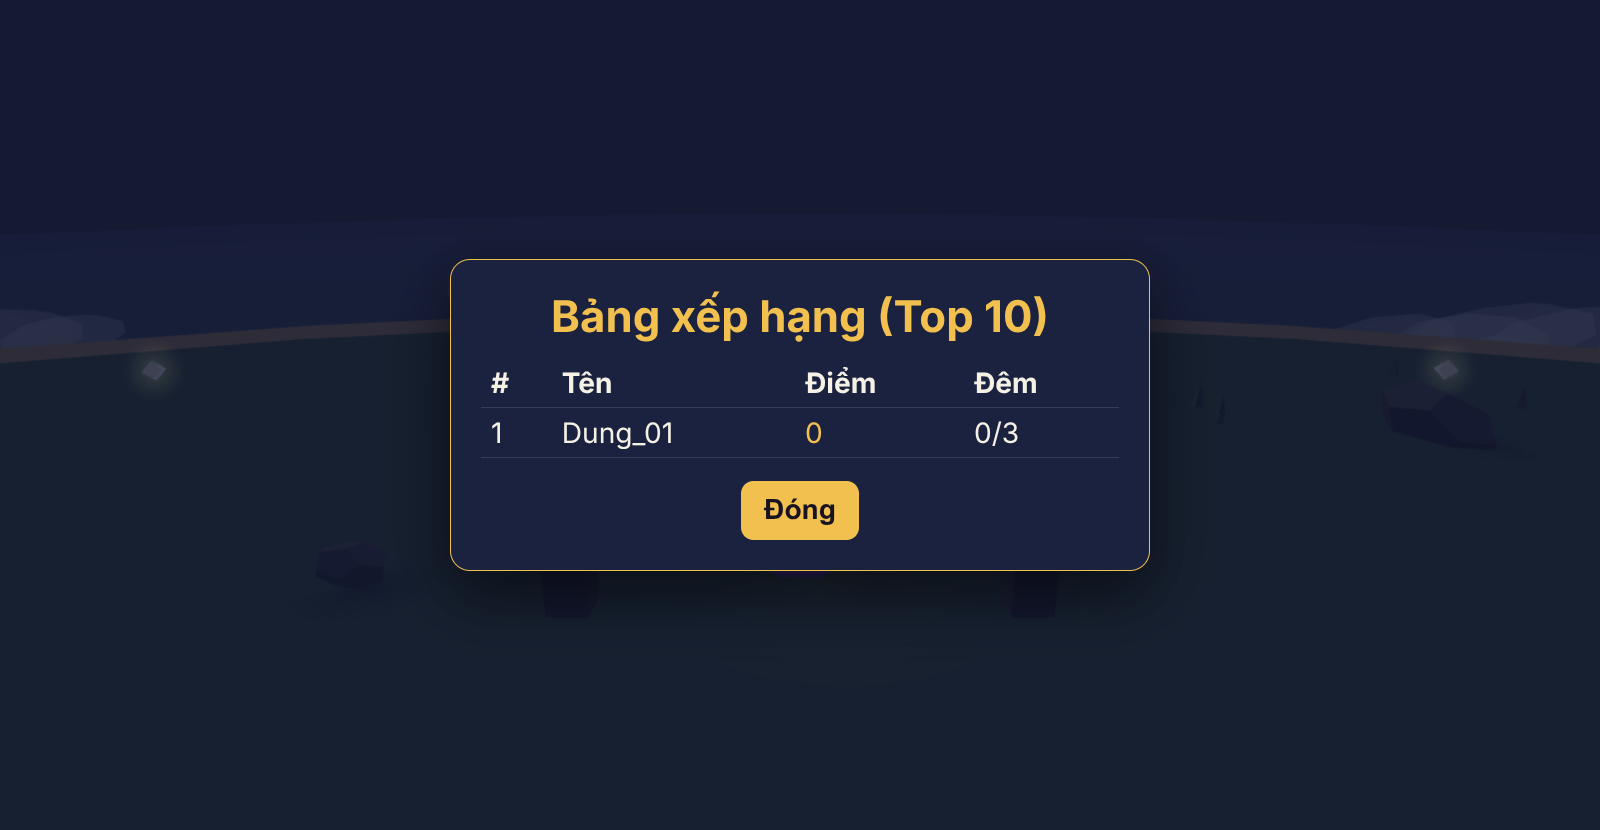 Bảng xếp hạng (Top 10)
# Tên Điểm Đêm
1 Dung_01 0 0/3
Đóng